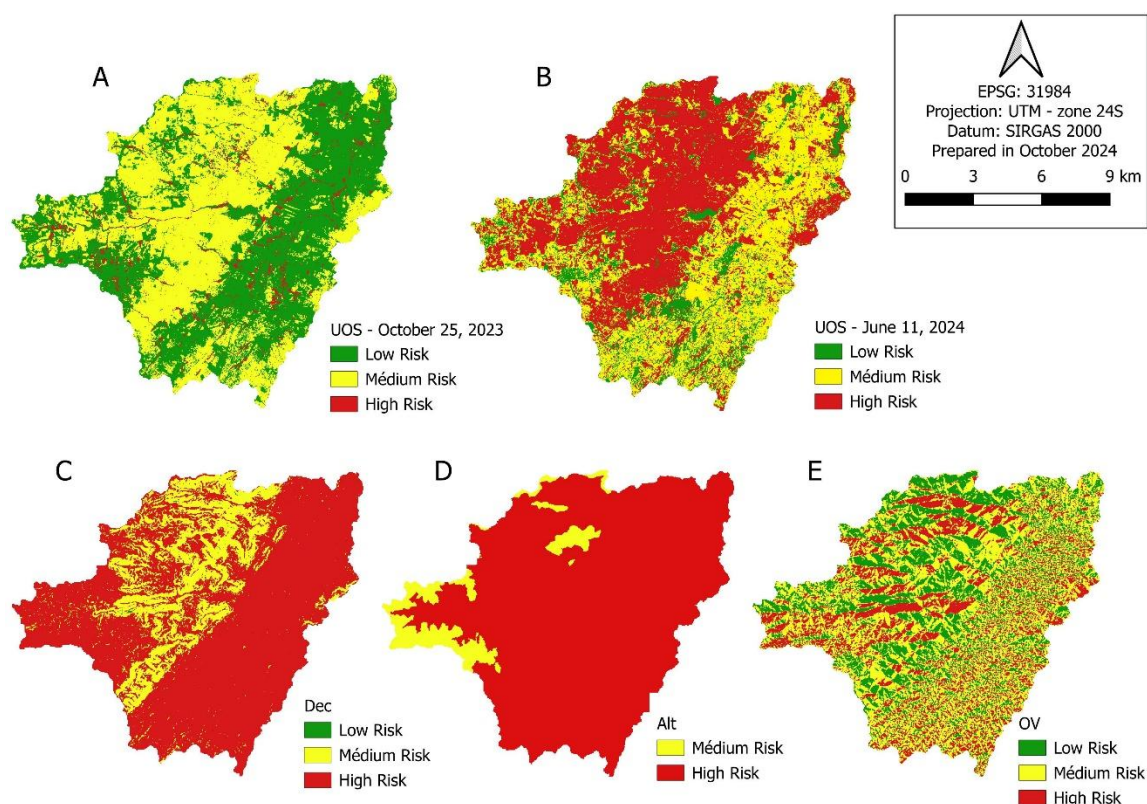 A
B
EPSG: 31984
Projection: UTM - zone 24S
Datum: SIRGAS 2000
Prepared in October 2024
0 3 6 9 km
UOS - October 25, 2023
Low Risk
Médium Risk
High Risk
UOS - June 11, 2024
Low Risk
Médium Risk
High Risk
C
D
E
Dec
Low Risk
Médium Risk
High Risk
Alt
Médium Risk
High Risk
OV
Low Risk
Médium Risk
High Risk